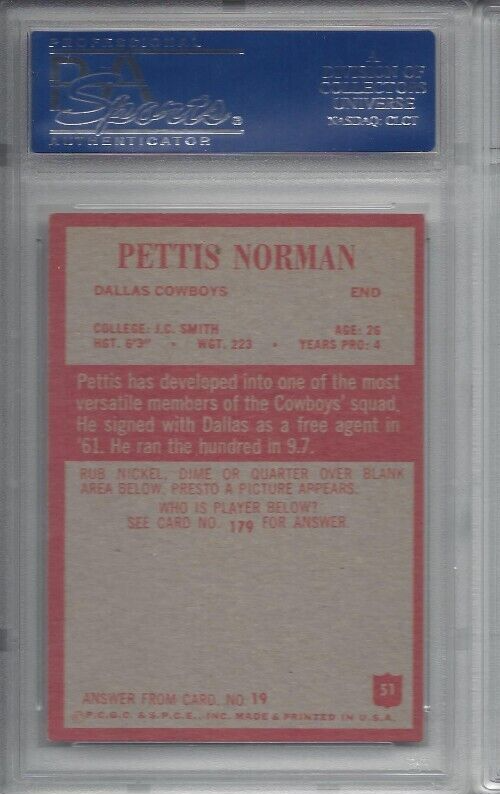 PROFESSIONAL
PSA
Sports®
AUTHENTICATOR
A
DIVISION OF
COLLECTORS
UNIVERSE
NASDAQ: CLCT
PETTIS NORMAN
DALLAS COWBOYS END
COLLEGE: J.C. SMITH AGE: 26
HGT. 6'3" • WGT. 223 • YEARS PRO: 4
Pettis has developed into one of the most
versatile members of the Cowboys' squad.
He signed with Dallas as a free agent in
'61. He ran the hundred in 9.7.
RUB NICKEL, DIME OR QUARTER OVER BLANK
AREA BELOW. PRESTO A PICTURE APPEARS.
WHO IS PLAYER BELOW?
SEE CARD NO. 179 FOR ANSWER.
51
ANSWER FROM CARD. NO. 19
©P.C.G.C. & S.P.C.E., INC. MADE & PRINTED IN U.S.A.